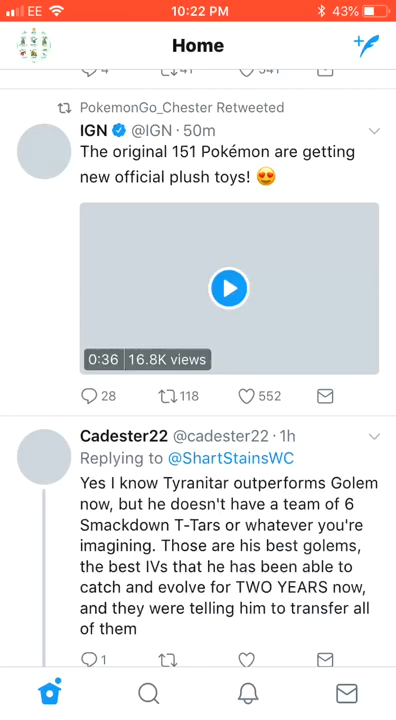 EE 10:22 PM 43%
Home
PokemonGo_Chester Retweeted
IGN @IGN · 50m
The original 151 Pokémon are getting
new official plush toys! 😍
0:36 16.8K views
28 118 552
Cadester22 @cadester22 · 1h
Replying to @ShartStainsWC
Yes I know Tyranitar outperforms Golem
now, but he doesn't have a team of 6
Smackdown T-Tars or whatever you're
imagining. Those are his best golems,
the best IVs that he has been able to
catch and evolve for TWO YEARS now,
and they were telling him to transfer all
of them
1